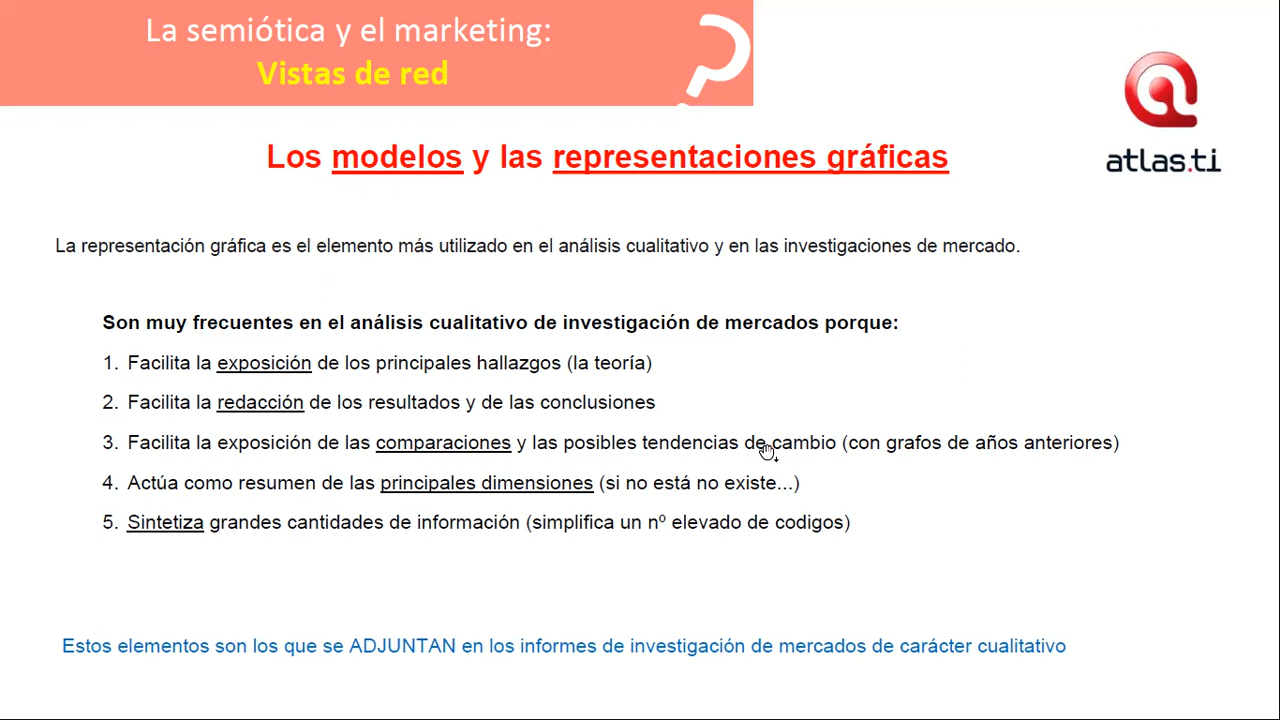 La semiótica y el marketing:
Vistas de red
atlas.ti
Los modelos y las representaciones gráficas
La representación gráfica es el elemento más utilizado en el análisis cualitativo y en las investigaciones de mercado.
Son muy frecuentes en el análisis cualitativo de investigación de mercados porque:
1. Facilita la exposición de los principales hallazgos (la teoría)
2. Facilita la redacción de los resultados y de las conclusiones
3. Facilita la exposición de las comparaciones y las posibles tendencias de cambio (con grafos de años anteriores)
4. Actúa como resumen de las principales dimensiones (si no está no existe...)
5. Sintetiza grandes cantidades de información (simplifica un nº elevado de codigos)
Estos elementos son los que se ADJUNTAN en los informes de investigación de mercados de carácter cualitativo